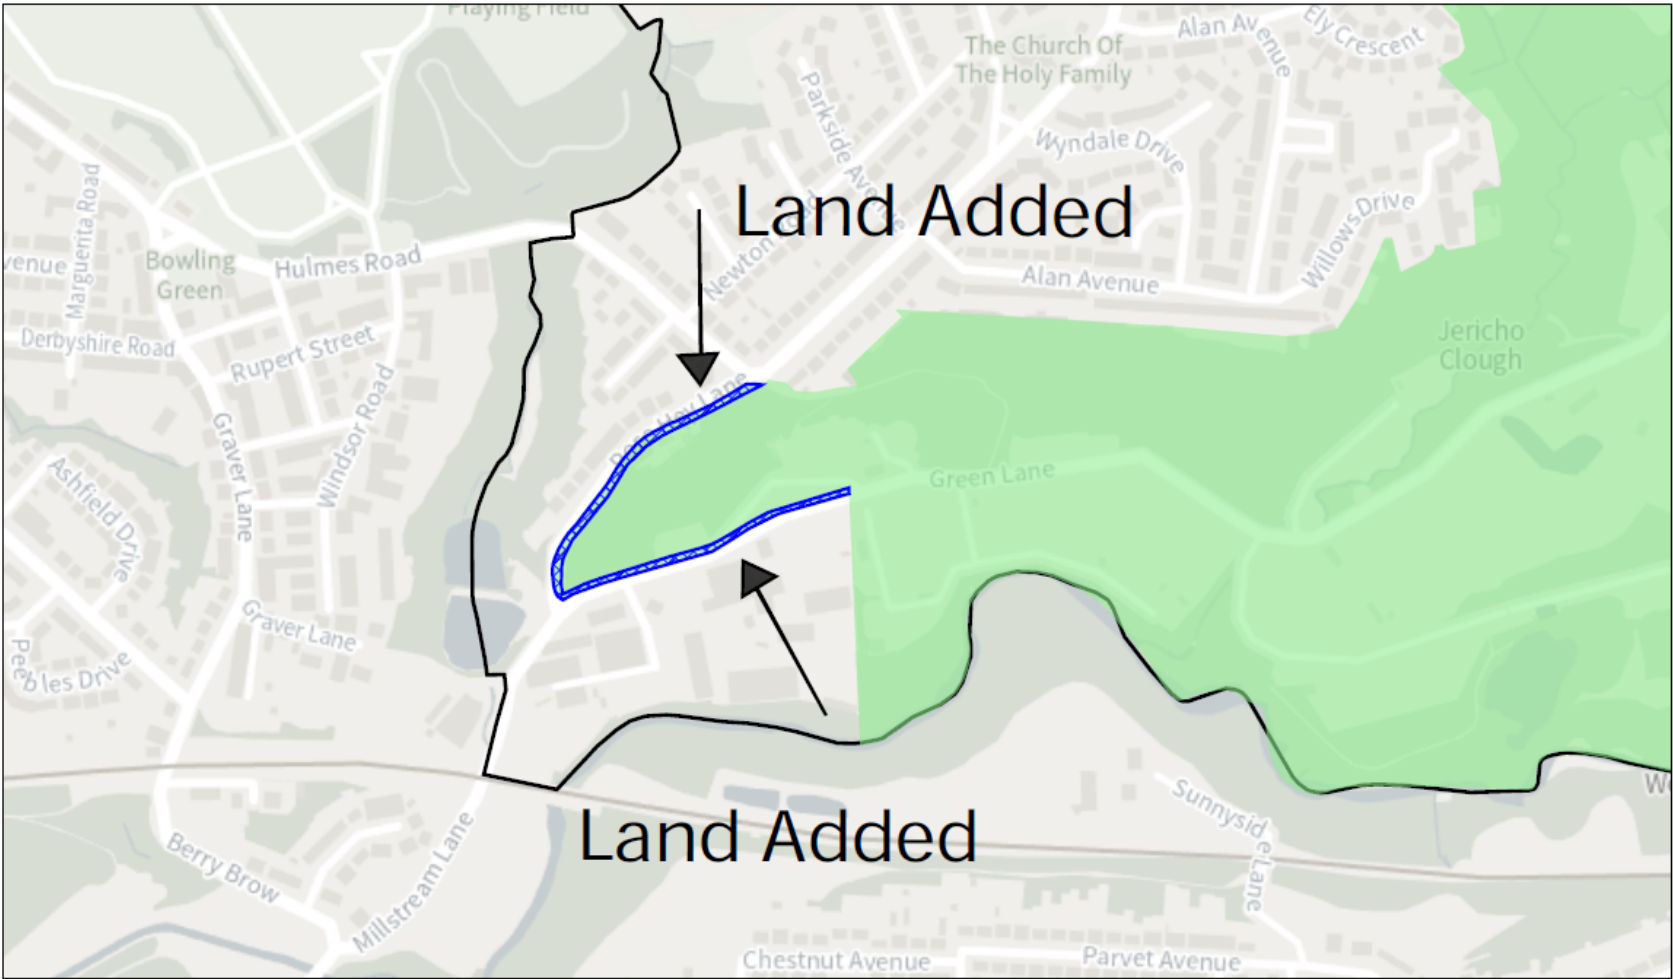 Playing Field
Alan Avenue
Ely Crescent
The Church Of
The Holy Family
Parkside Avenue
Wyndale Drive
Marguerita Road
Land Added
Willows Drive
Newton Road
Hulmes Road
Bowling
Green
venue
Alan Avenue
Derbyshire Road
Rupert Street
Jericho
Clough
Lane
Windsor Road
Graver Lane
Green Lane
Ashfield Drive
Graver Lane
Peebles Drive
Land Added
Sunnyside Lane
Berry Brow
Millstream Lane
Chestnut Avenue
Parvet Avenue